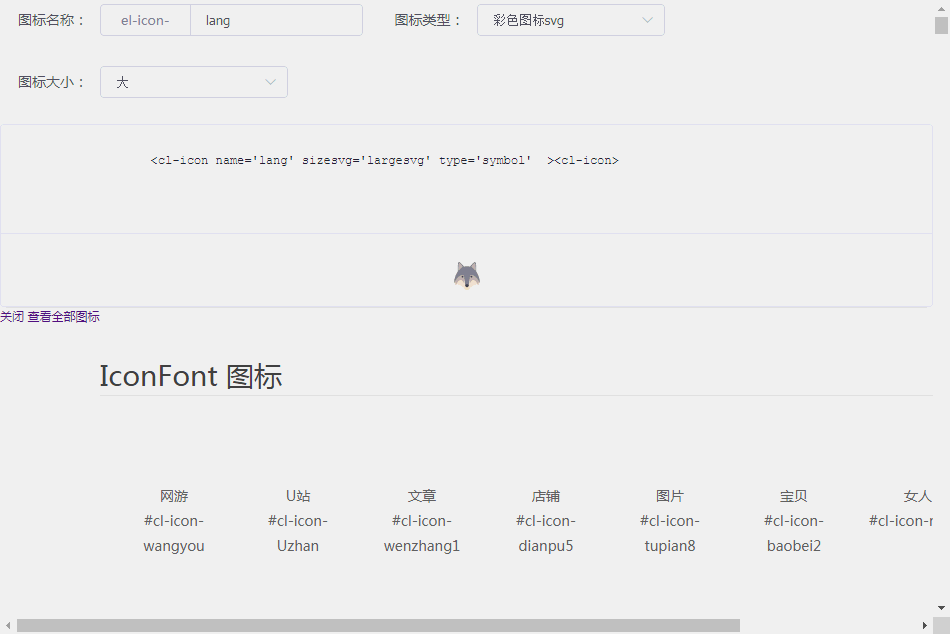 图标名称： el-icon- lang 图标类型： 彩色图标svg
图标大小： 大
<cl-icon name='lang' sizesvg='largesvg' type='symbol'  ><cl-icon>
关闭 查看全部图标
IconFont 图标
网游 U站 文章 店铺 图片 宝贝 女人
#cl-icon- #cl-icon- #cl-icon- #cl-icon- #cl-icon- #cl-icon- #cl-icon-
wangyou Uzhan wenzhang1 dianpu5 tupian8 baobei2